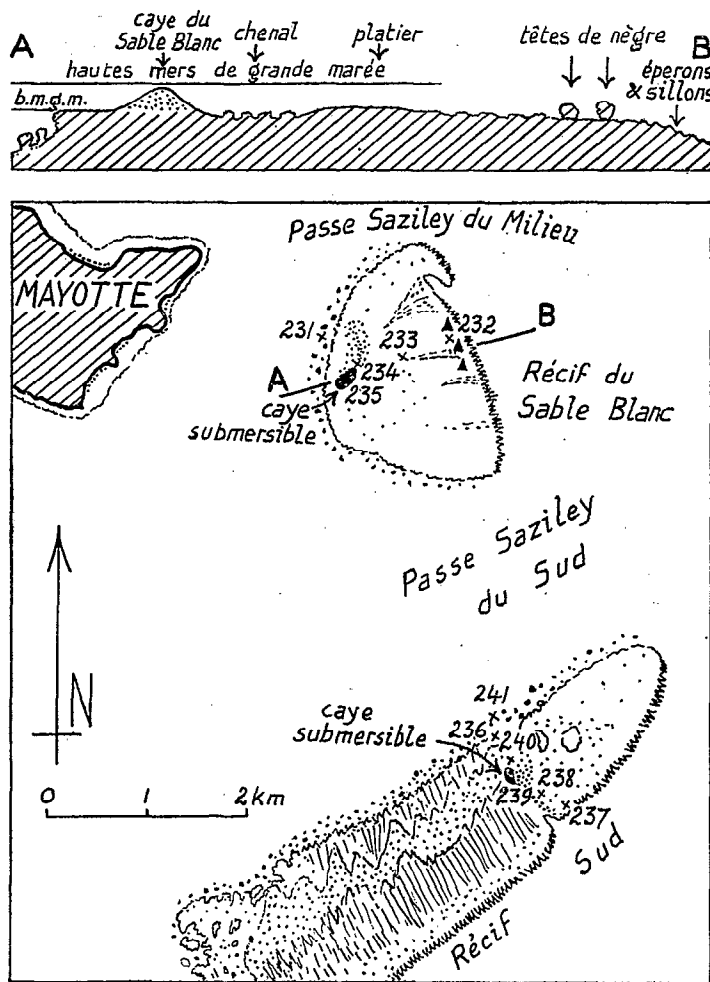 A
caye du
Sable Blanc
chenal
platier
têtes de nègre
B
hautes mers de grande marée
éperons
& sillons
b.m.g.m.
Passe Saziley du Milieu
MAYOTTE
231
233
232
B
A
234
235
caye
submersible
Récif du
Sable Blanc
Passe Saziley
du Sud
N
caye
submersible
241
236
240
238
239
237
0 1 2 km
Récif Sud